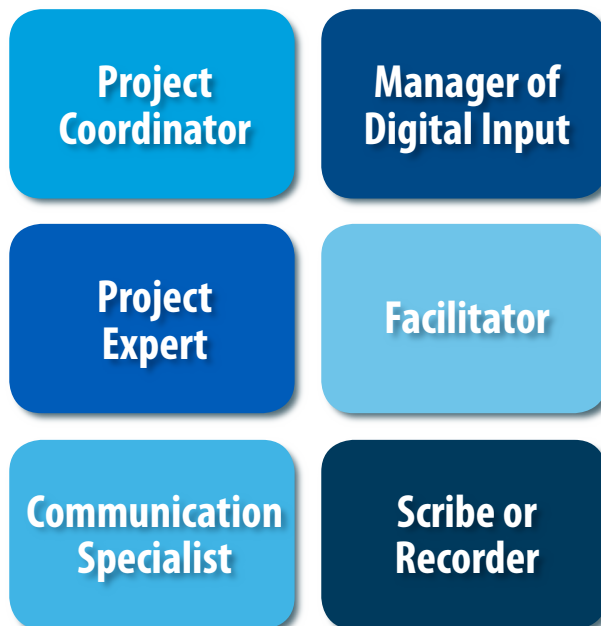 Project
Coordinator
Manager of
Digital Input
Project
Expert
Facilitator
Communication
Specialist
Scribe or
Recorder